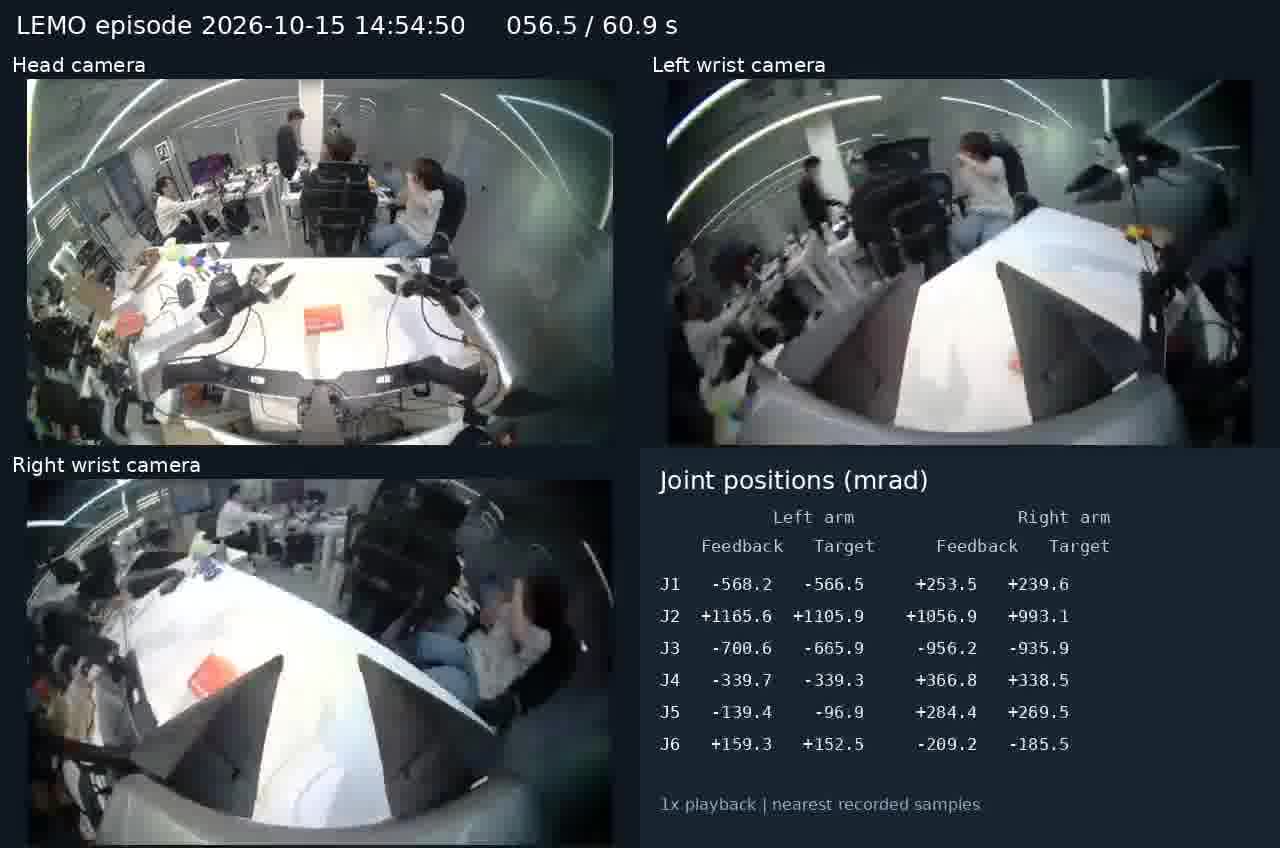 LEMO episode 2026-10-15 14:54:50 056.5 / 60.9 s
Head camera
Left wrist camera
Right wrist camera
Joint positions (mrad)
Left arm Right arm
Feedback Target Feedback Target
J1 -568.2 -566.5 +253.5 +239.6
J2 +1165.6 +1105.9 +1056.9 +993.1
J3 -700.6 -665.9 -956.2 -935.9
J4 -339.7 -339.3 +366.8 +338.5
J5 -139.4 -96.9 +284.4 +269.5
J6 +159.3 +152.5 -209.2 -185.5
1x playback | nearest recorded samples